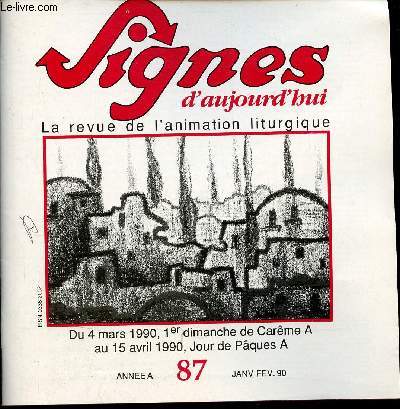 Le-livre.com
Signes
d'aujourd'hui
La revue de l'animation liturgique
Du 4 mars 1990, 1er dimanche de Carême A
au 15 avril 1990, Jour de Pâques A
ANNEE A 87 JANV. FEV. 90